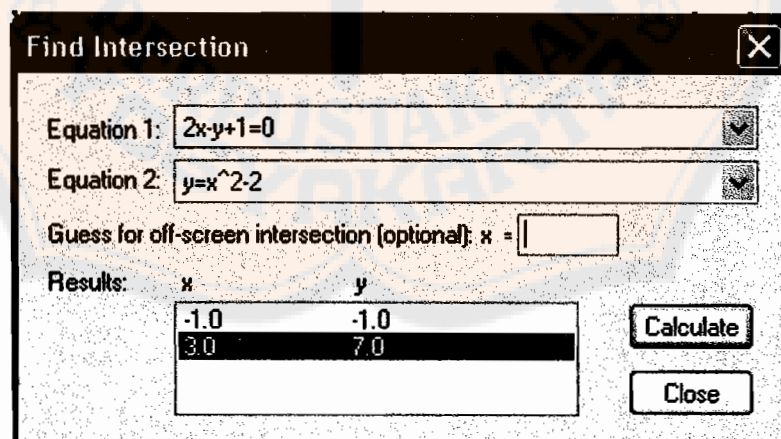 Find Intersection
Equation 1: 2x-y+1=0
Equation 2: y=x^2-2
Guess for off-screen intersection (optional): x =
Results: x y
-1.0 -1.0
3.0 7.0
Calculate
Close